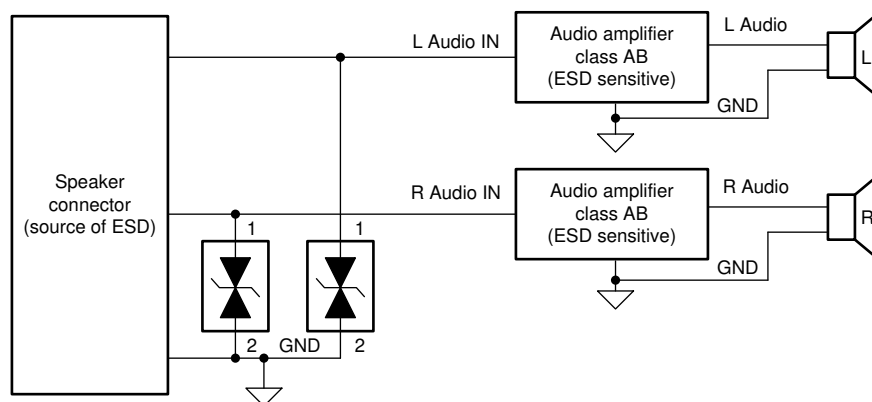 L Audio IN
Audio amplifier
class AB
(ESD sensitive)
L Audio
GND
L
Speaker
connector
(source of ESD)
R Audio IN
Audio amplifier
class AB
(ESD sensitive)
R Audio
GND
R
1
1
2
GND
2